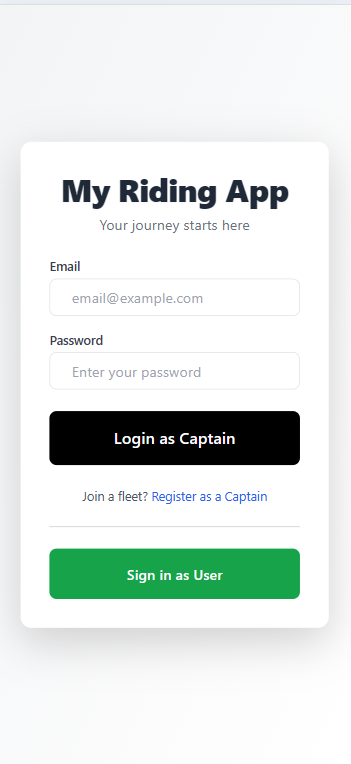 My Riding App
Your journey starts here
Email
email@example.com
Password
Enter your password
Login as Captain
Join a fleet? Register as a Captain
Sign in as User